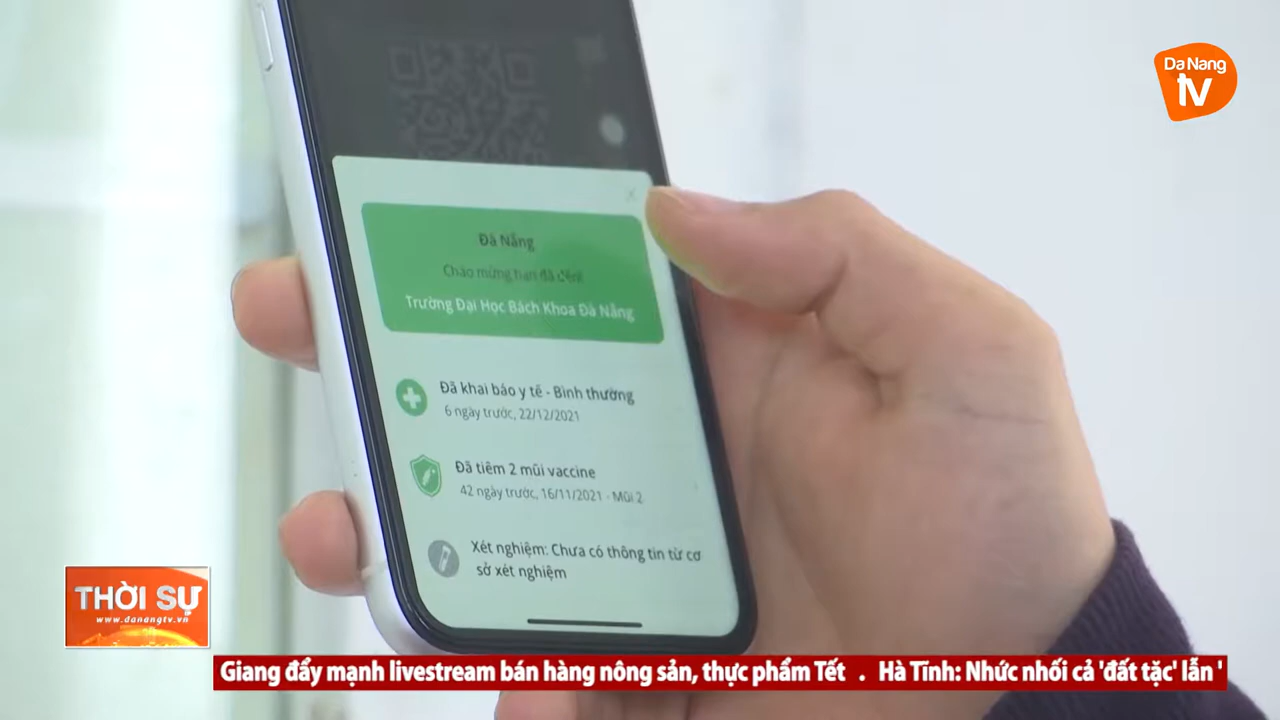 Da Nang
tv
Đà Nẵng
Chào mừng bạn đã đến!
Trường Đại Học Bách Khoa Đà Nẵng
Đã khai báo y tế - Bình thường
6 ngày trước, 22/12/2021
Đã tiêm 2 mũi vaccine
42 ngày trước, 16/11/2021 - Mũi 2
Xét nghiệm: Chưa có thông tin từ cơ
sở xét nghiệm
THỜI SỰ
www.danangtv.vn
Giang đẩy mạnh livestream bán hàng nông sản, thực phẩm Tết . Hà Tĩnh: Nhức nhối cả 'đất tặc' lẫn '